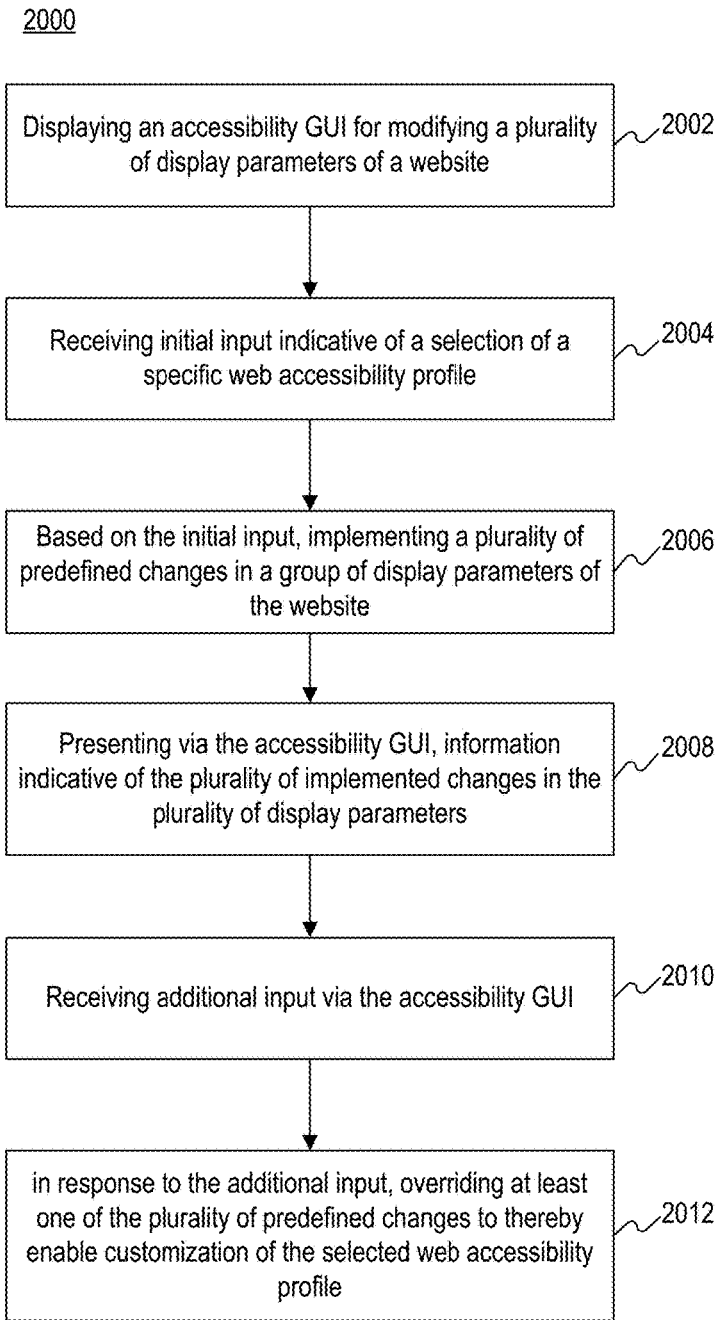 2000
Displaying an accessibility GUI for modifying a plurality
of display parameters of a website
2002
Receiving initial input indicative of a selection of a
specific web accessibility profile
2004
Based on the initial input, implementing a plurality of
predefined changes in a group of display parameters of
the website
2006
Presenting via the accessibility GUI, information
indicative of the plurality of implemented changes in the
plurality of display parameters
2008
Receiving additional input via the accessibility GUI
2010
in response to the additional input, overriding at least
one of the plurality of predefined changes to thereby
enable customization of the selected web accessibility
profile
2012